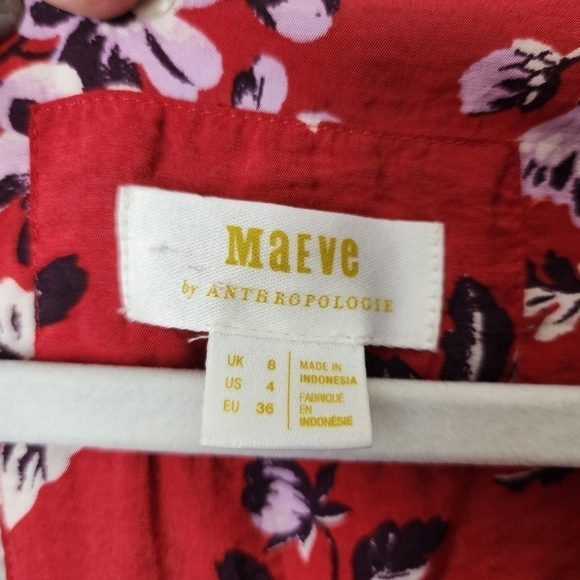 MaEVe
by ANTHROPOLOGIE
UK 8
US 4
EU 36
MADE IN
INDONESIA
FABRIQUÉ
EN
INDONÉSIE